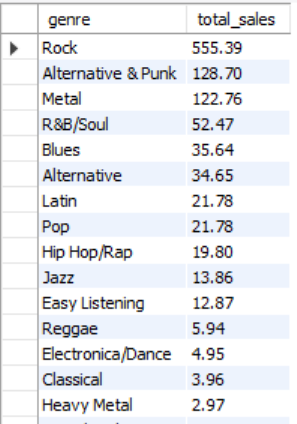 genre total_sales
Rock 555.39
Alternative & Punk 128.70
Metal 122.76
R&B/Soul 52.47
Blues 35.64
Alternative 34.65
Latin 21.78
Pop 21.78
Hip Hop/Rap 19.80
Jazz 13.86
Easy Listening 12.87
Reggae 5.94
Electronica/Dance 4.95
Classical 3.96
Heavy Metal 2.97